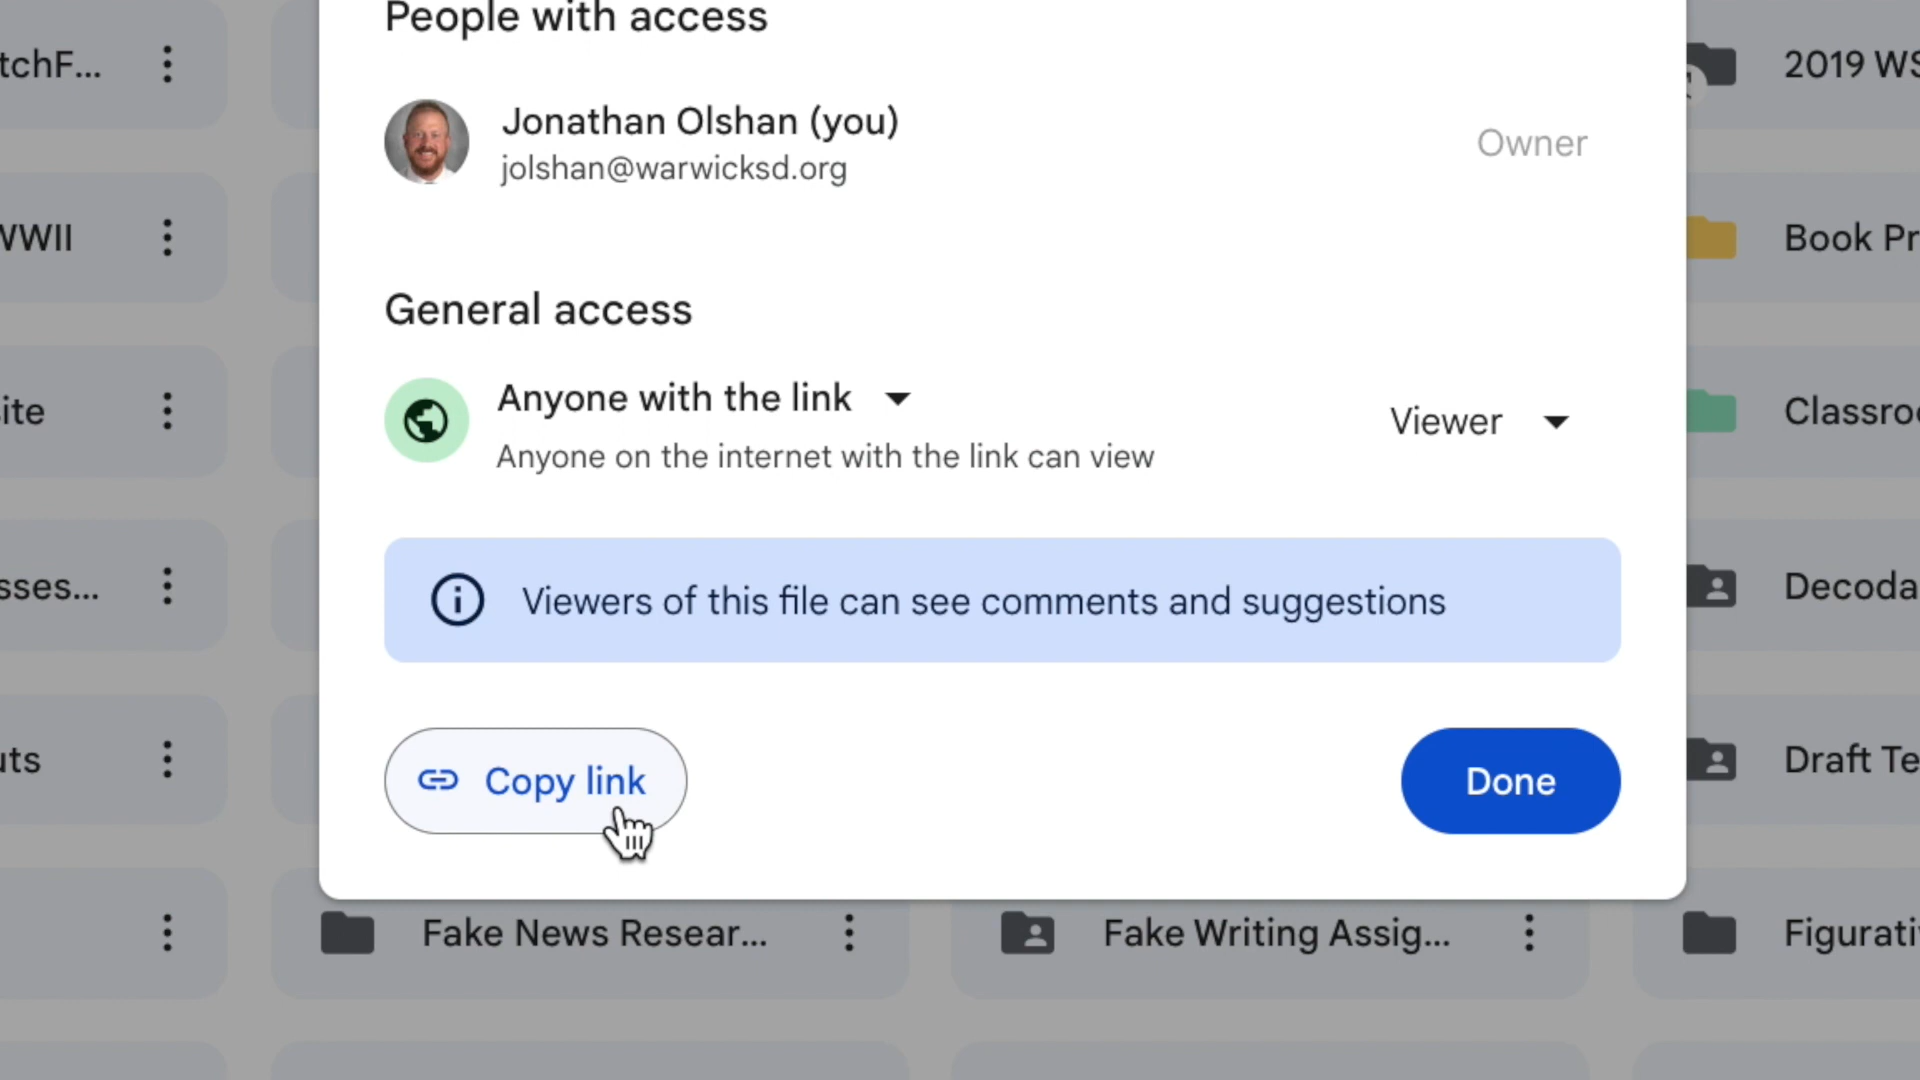 People with access
tchF...
2019 WS
Jonathan Olshan (you)
jolshan@warwicksd.org
Owner
WWII
Book Pr
General access
ite
Anyone with the link
Anyone on the internet with the link can view
Viewer
Classroo
sses...
Viewers of this file can see comments and suggestions
Decoda
uts
Copy link
Done
Draft Te
Fake News Resear...
Fake Writing Assig...
Figurati